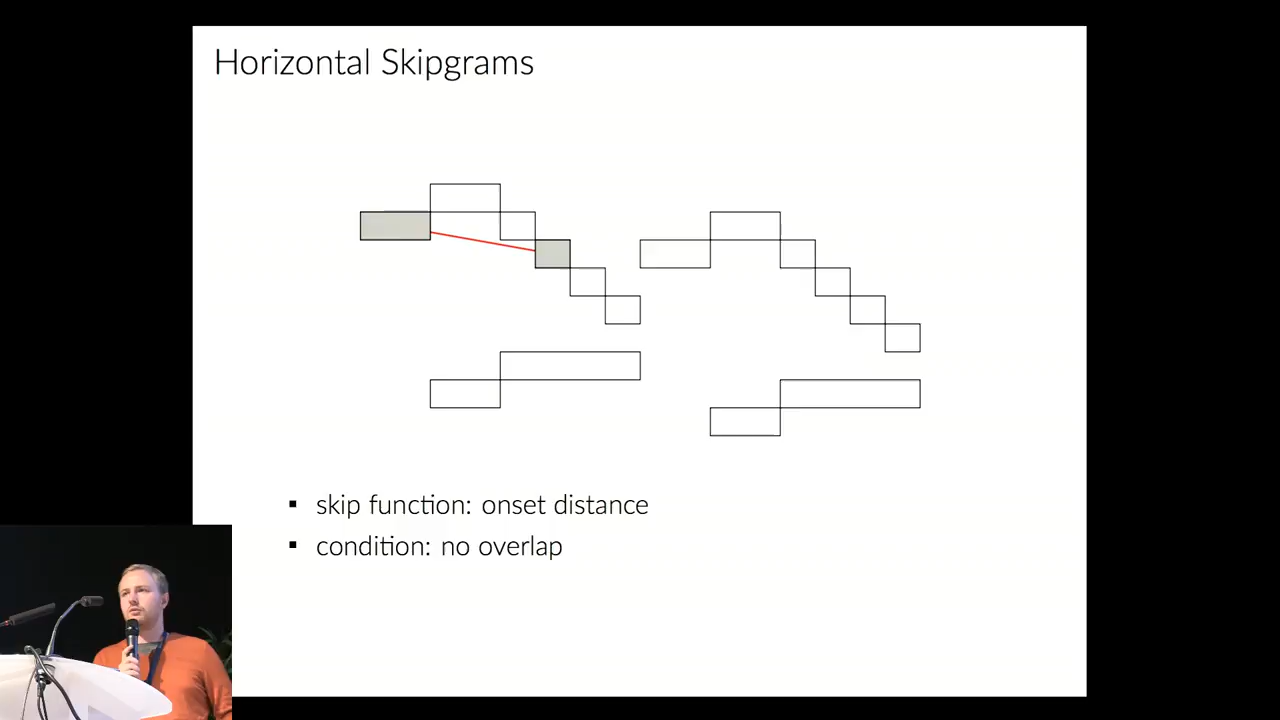 Horizontal Skipgrams
▪ skip function: onset distance
▪ condition: no overlap